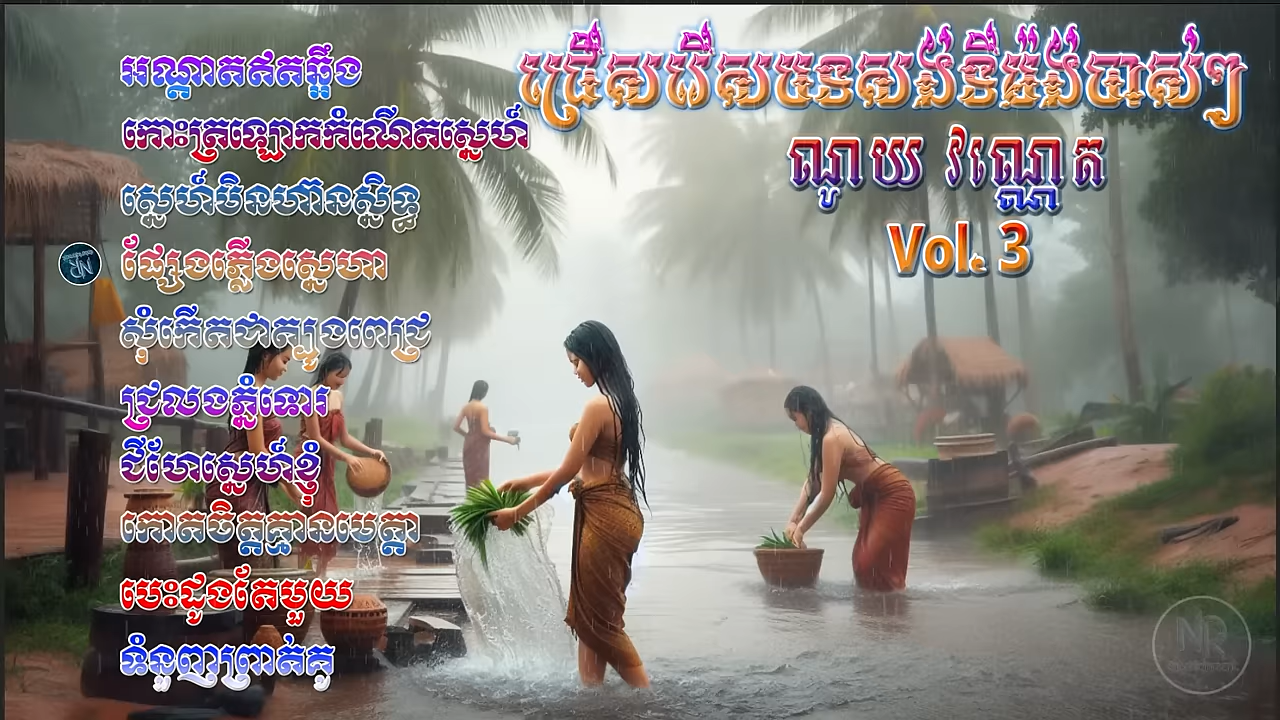 ជ្រើសរើសបទសង់ទីម៉ង់ចាស់ៗ
ណូយ វណ្ណេត
Vol. 3
អណ្ដាតឥតឆ្អឹង
កោះត្រឡោកកំណើតស្នេហ៍
ស្នេហ៍មិនហ៊ានស្និទ្ធ
ផ្សែងភ្លើងស្នេហា
សុំកើតជាត្បូងពេជ្រ
ជ្រលងភ្នំទោរ
ជីហែស្នេហ៍ខ្ញុំ
កោតចិត្តគ្មានមេត្តា
បេះដូងតែមួយ
ទំនួញព្រាត់គូ
NR